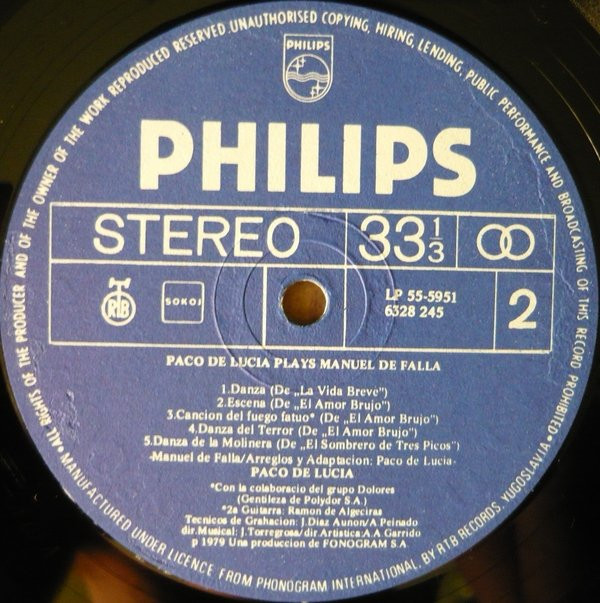 • ALL RIGHTS OF THE PRODUCER AND OF THE OWNER OF THE WORK REPRODUCED RESERVED. UNAUTHORISED COPYING, HIRING, LENDING, PUBLIC PERFORMANCE AND BROADCASTING OF THIS RECORD PROHIBITED •
PHILIPS
PHILIPS
STEREO
33 1/3
RTB
SOKOJ
LP 55-5951
6328 245
2
PACO DE LUCIA PLAYS MANUEL DE FALLA
1.Danza (De „La Vida Breve")
2.Escena (De „El Amor Brujo")
3.Cancion del fuego fatuo* (De „El Amor Brujo")
4.Danza del Terror (De „El Amor Brujo")
5.Danza de la Molinera (De „El Sombrero de Tres Picos")
-Manuel de Falla/Arreglos y Adaptacion: Paco de Lucia-
PACO DE LUCIA
*Con la colaboracio del grupo Dolores
(Gentileza de Polydor S.A.)
*2a Guitarra: Ramon de Algeciras
Tecnicos de Grahacion: J.Diaz Aunon/A Peinado
dir.Musical: J.Torregrosa/dir.Artistica:A.A Garrido
p 1979 Una produccion de FONOGRAM S.A
MANUFACTURED UNDER LICENCE FROM PHONOGRAM INTERNATIONAL, BY RTB RECORDS, YUGOSLAVIA •